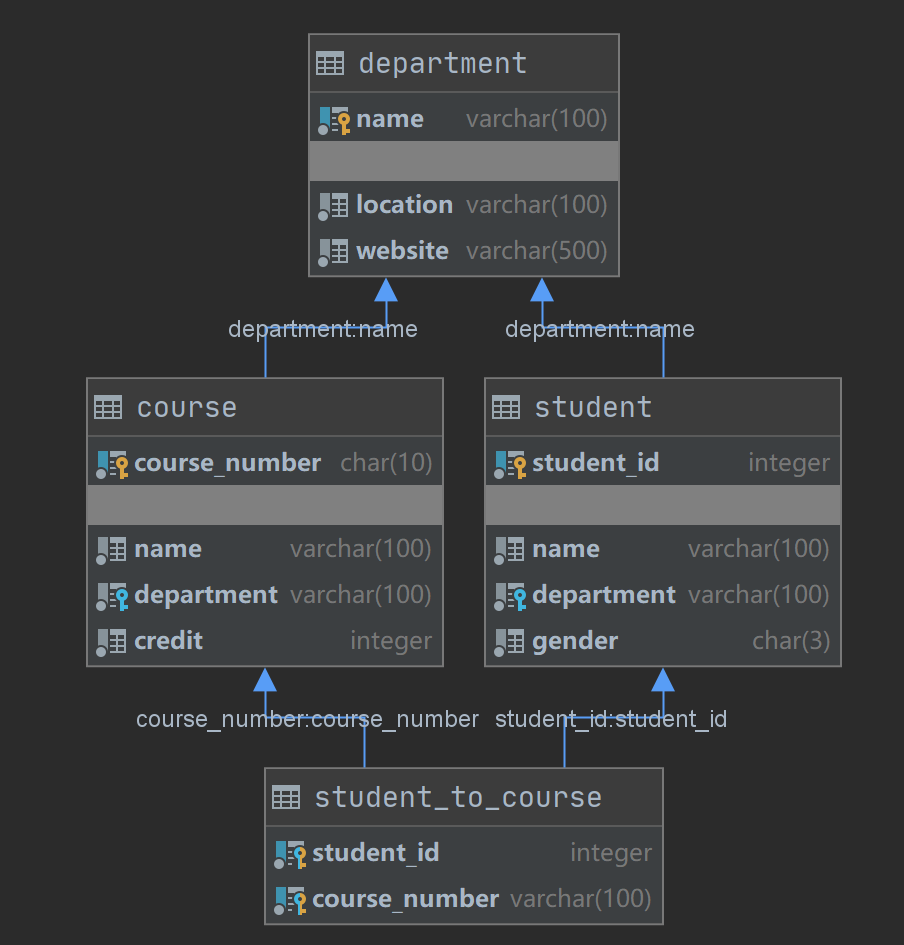 department
name varchar(100)
location varchar(100)
website varchar(500)
department:name department:name
course
course_number char(10)
name varchar(100)
department varchar(100)
credit integer
student
student_id integer
name varchar(100)
department varchar(100)
gender char(3)
course_number:course_number student_id:student_id
student_to_course
student_id integer
course_number varchar(100)